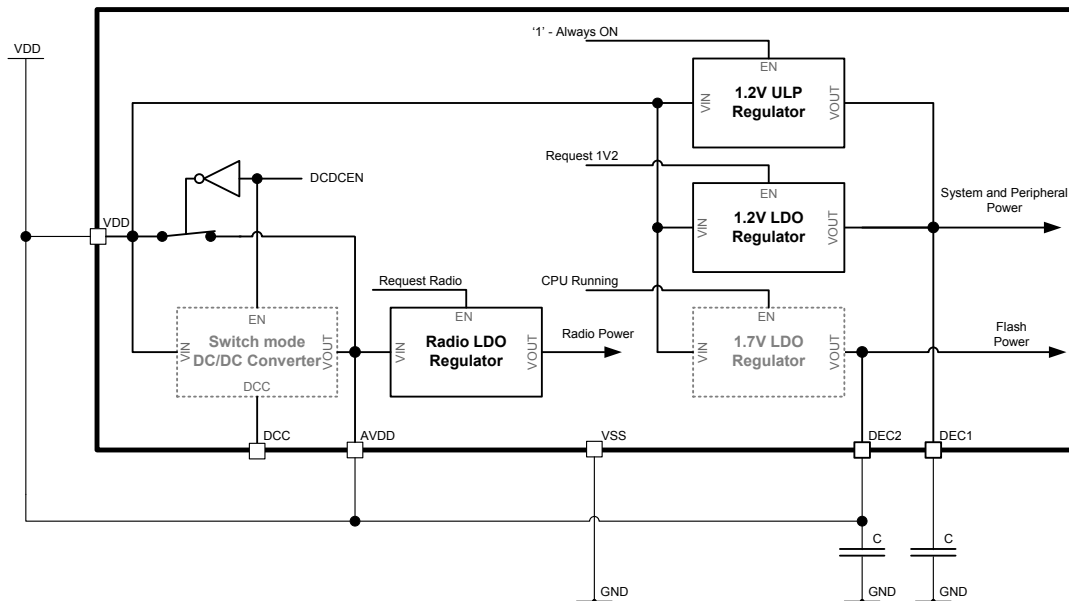 VDD
'1' - Always ON
EN
VIN
1.2V ULP
Regulator
VOUT
Request 1V2
EN
VIN
1.2V LDO
Regulator
VOUT
System and Peripheral
Power
DCDCEN
VDD
CPU Running
EN
VIN
1.7V LDO
Regulator
VOUT
Flash
Power
Request Radio
EN
VIN
Switch mode
DC/DC Converter
VOUT
DCC
EN
VIN
Radio LDO
Regulator
VOUT
Radio Power
DCC
AVDD
VSS
DEC2
DEC1
C
C
GND
GND
GND